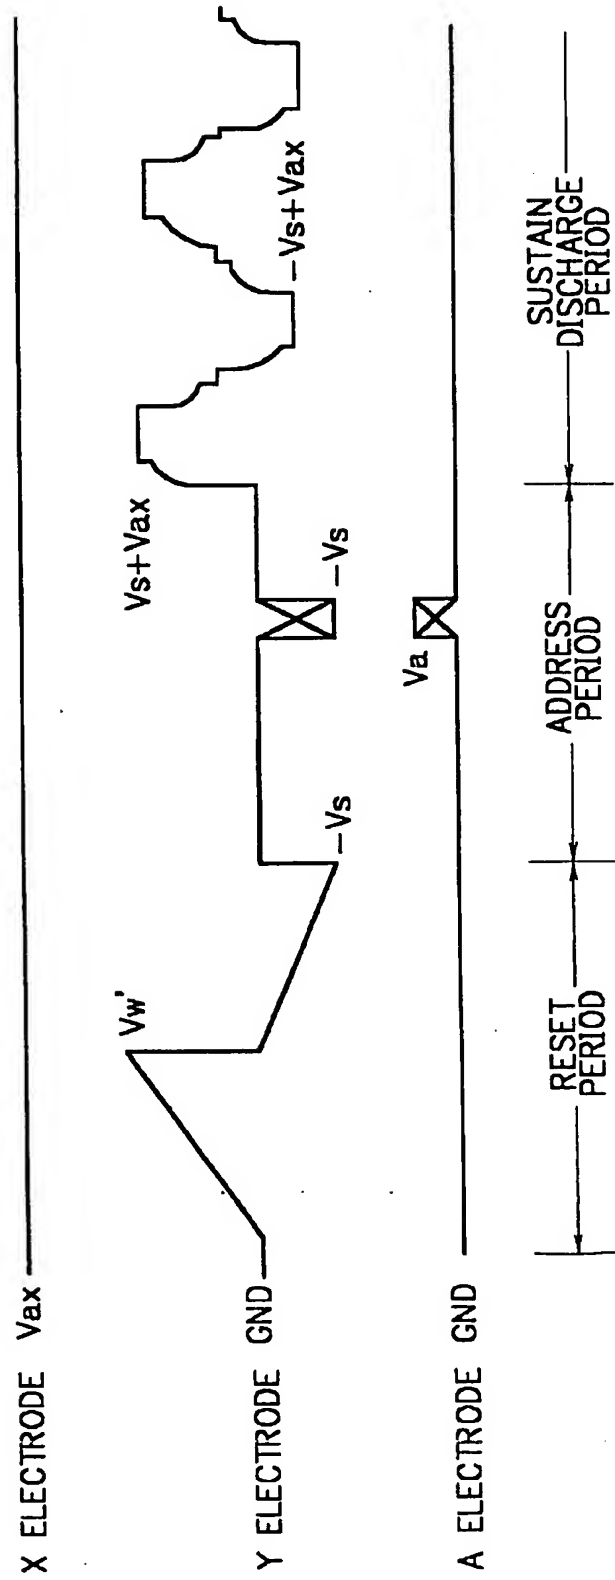 X ELECTRODE Vax
Y ELECTRODE GND
Vw'
−Vs
−Vs
Vs+Vax
−Vs+Vax
A ELECTRODE GND
Va
RESET
PERIOD
ADDRESS
PERIOD
SUSTAIN
DISCHARGE
PERIOD